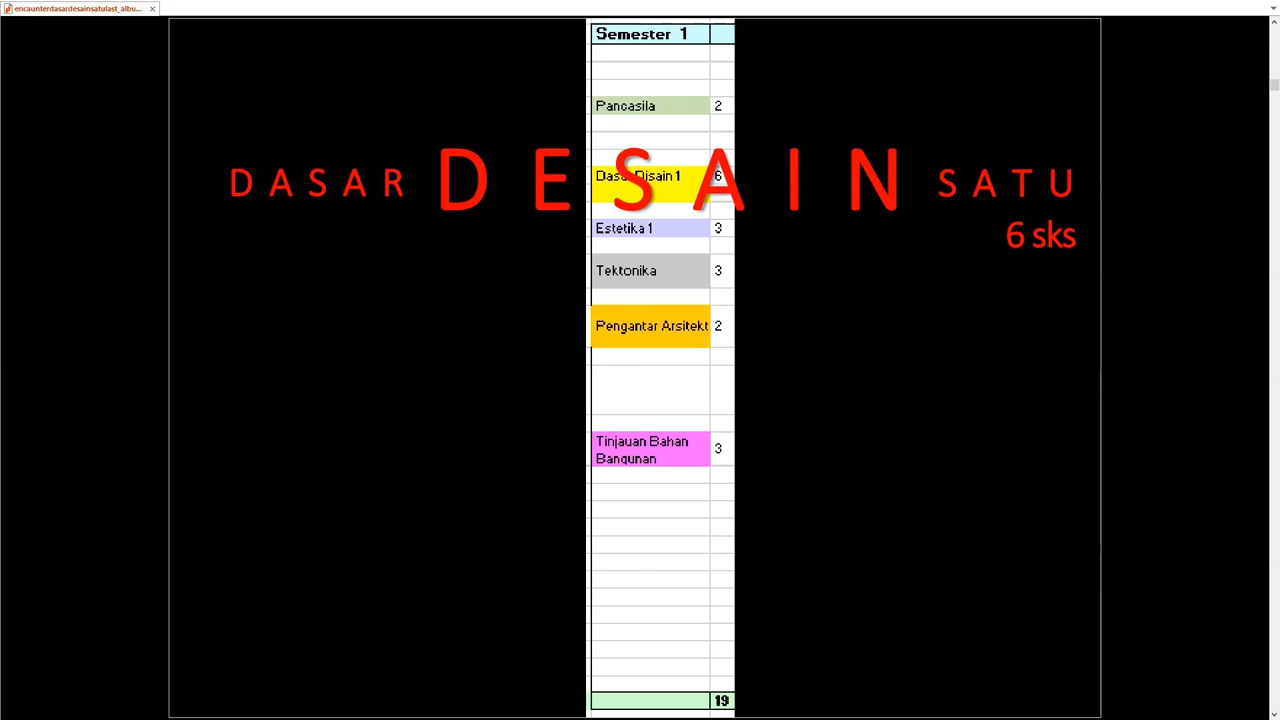 encaunterdasardesainsatulast_albu...
Semester 1
Pancasila 2
DASAR DESAIN SATU
Dasar Disain 1 6
6 sks
Estetika 1 3
Tektonika 3
Pengantar Arsitekt 2
Tinjauan Bahan
Bangunan 3
19